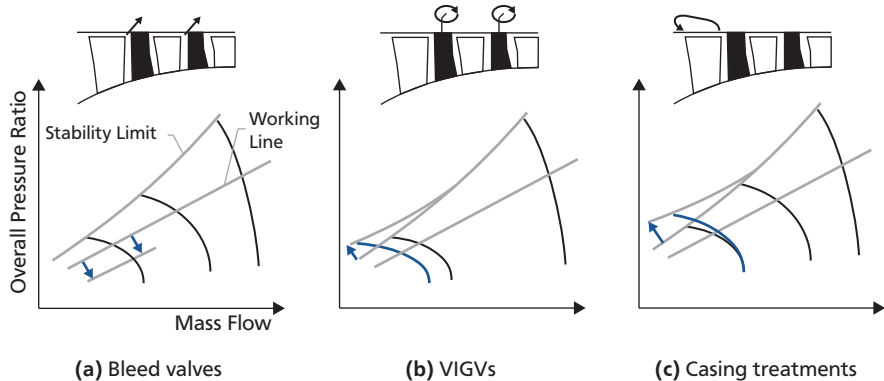 Overall Pressure Ratio
Stability Limit
Working
Line
Mass Flow
(a) Bleed valves
(b) VIGVs
(c) Casing treatments